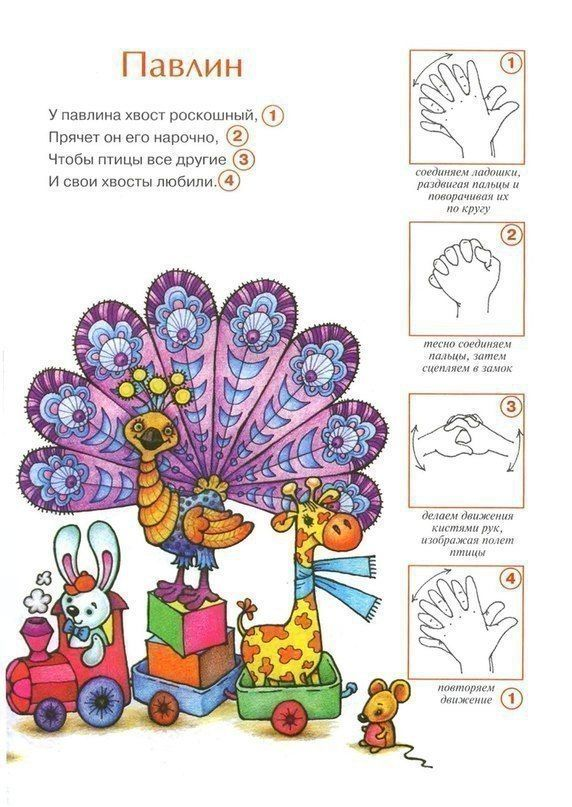 Павлин
У павлина хвост роскошный, 1
Прячет он его нарочно, 2
Чтобы птицы все другие 3
И свои хвосты любили. 4
1
соединяем ладошки,
раздвигая пальцы и
поворачивая их
по кругу
2
тесно соединяем
пальцы, затем
сцепляем в замок
3
делаем движения
кистями рук,
изображая полет
птицы
4
повторяем
движение 1